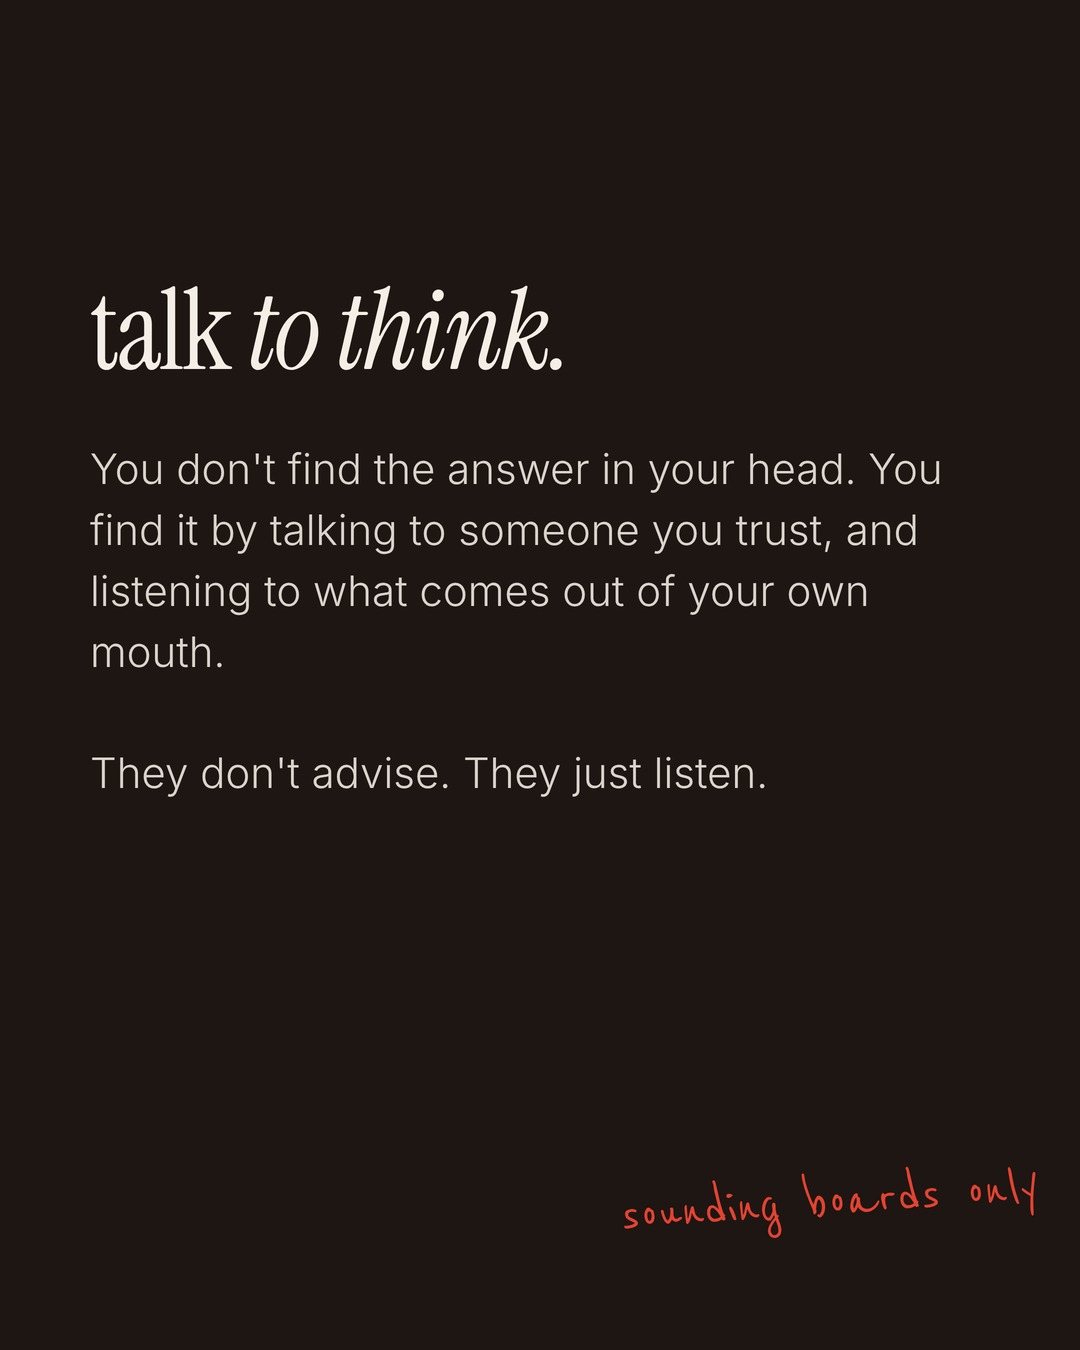 talk to think.
You don't find the answer in your head. You
find it by talking to someone you trust, and
listening to what comes out of your own
mouth.
They don't advise. They just listen.
sounding boards only